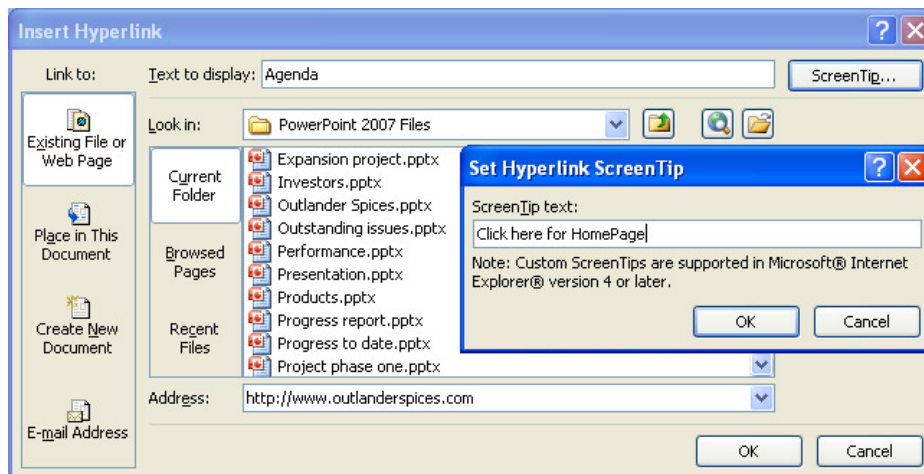 Insert Hyperlink
Link to:
Text to display: Agenda
ScreenTip...
Existing File or
Web Page
Look in: PowerPoint 2007 Files
Place in This
Document
Create New
Document
E-mail Address
Current
Folder
Browsed
Pages
Recent
Files
Expansion project.pptx
Investors.pptx
Outlander Spices.pptx
Outstanding issues.pptx
Performance.pptx
Presentation.pptx
Products.pptx
Progress report.pptx
Progress to date.pptx
Project phase one.pptx
Set Hyperlink ScreenTip
ScreenTip text:
Click here for HomePage
Note: Custom ScreenTips are supported in Microsoft® Internet
Explorer® version 4 or later.
OK Cancel
Address: http://www.outlanderspices.com
OK Cancel